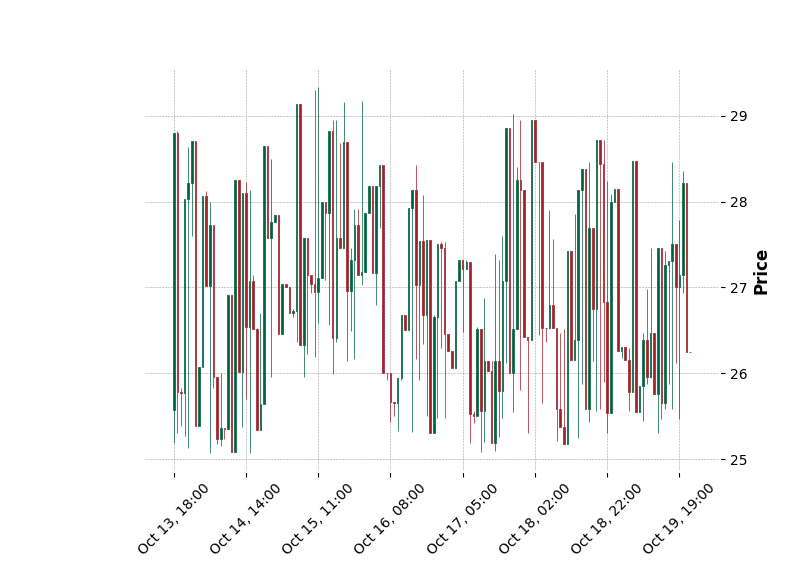 29
28
27
26
25
Price
Oct 13, 18:00
Oct 14, 14:00
Oct 15, 11:00
Oct 16, 08:00
Oct 17, 05:00
Oct 18, 02:00
Oct 18, 22:00
Oct 19, 19:00